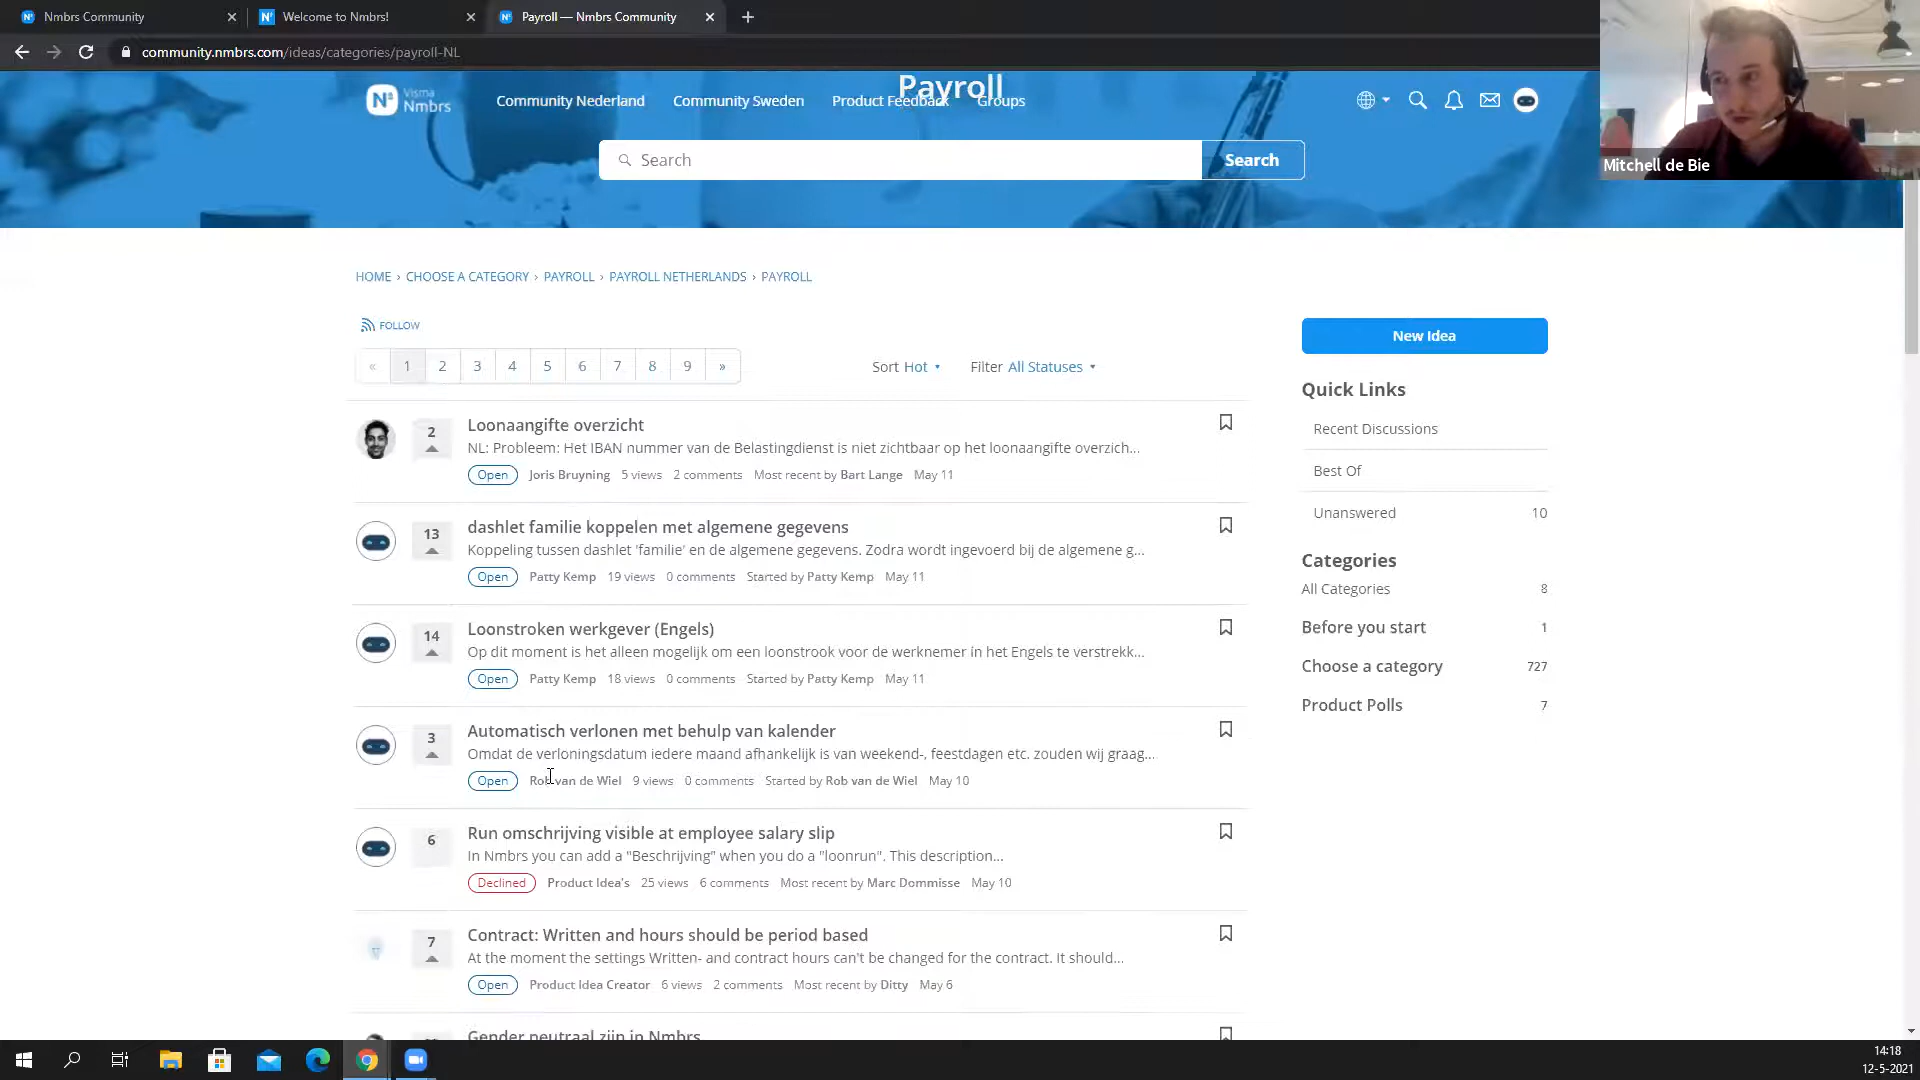 Nmbrs Community
Welcome to Nmbrs!
Payroll — Nmbrs Community
community.nmbrs.com/ideas/categories/payroll-NL
Payroll
Visma Nmbrs
Community Nederland
Community Sweden
Product Feedback
Groups
Search
Search
Mitchell de Bie
HOME › CHOOSE A CATEGORY › PAYROLL › PAYROLL NETHERLANDS › PAYROLL
FOLLOW
« 1 2 3 4 5 6 7 8 9 »
Sort Hot
Filter All Statuses
2
Loonaangifte overzicht
NL: Probleem: Het IBAN nummer van de Belastingdienst is niet zichtbaar op het loonaangifte overzich...
Open Joris Bruyning 5 views 2 comments Most recent by Bart Lange May 11
13
dashlet familie koppelen met algemene gegevens
Koppeling tussen dashlet 'familie' en de algemene gegevens. Zodra wordt ingevoerd bij de algemene g...
Open Patty Kemp 19 views 0 comments Started by Patty Kemp May 11
14
Loonstroken werkgever (Engels)
Op dit moment is het alleen mogelijk om een loonstrook voor de werknemer in het Engels te verstrekk...
Open Patty Kemp 18 views 0 comments Started by Patty Kemp May 11
3
Automatisch verlonen met behulp van kalender
Omdat de verloningsdatum iedere maand afhankelijk is van weekend-, feestdagen etc. zouden wij graag...
Open Rob van de Wiel 9 views 0 comments Started by Rob van de Wiel May 10
6
Run omschrijving visible at employee salary slip
In Nmbrs you can add a "Beschrijving" when you do a "loonrun". This description...
Declined Product Idea's 25 views 6 comments Most recent by Marc Dommisse May 10
7
Contract: Written and hours should be period based
At the moment the settings Written- and contract hours can't be changed for the contract. It should...
Open Product Idea Creator 6 views 2 comments Most recent by Ditty May 6
Gender neutraal zijn in Nmbrs
New Idea
Quick Links
Recent Discussions
Best Of
Unanswered 10
Categories
All Categories 8
Before you start 1
Choose a category 727
Product Polls 7
14:18
12-5-2021